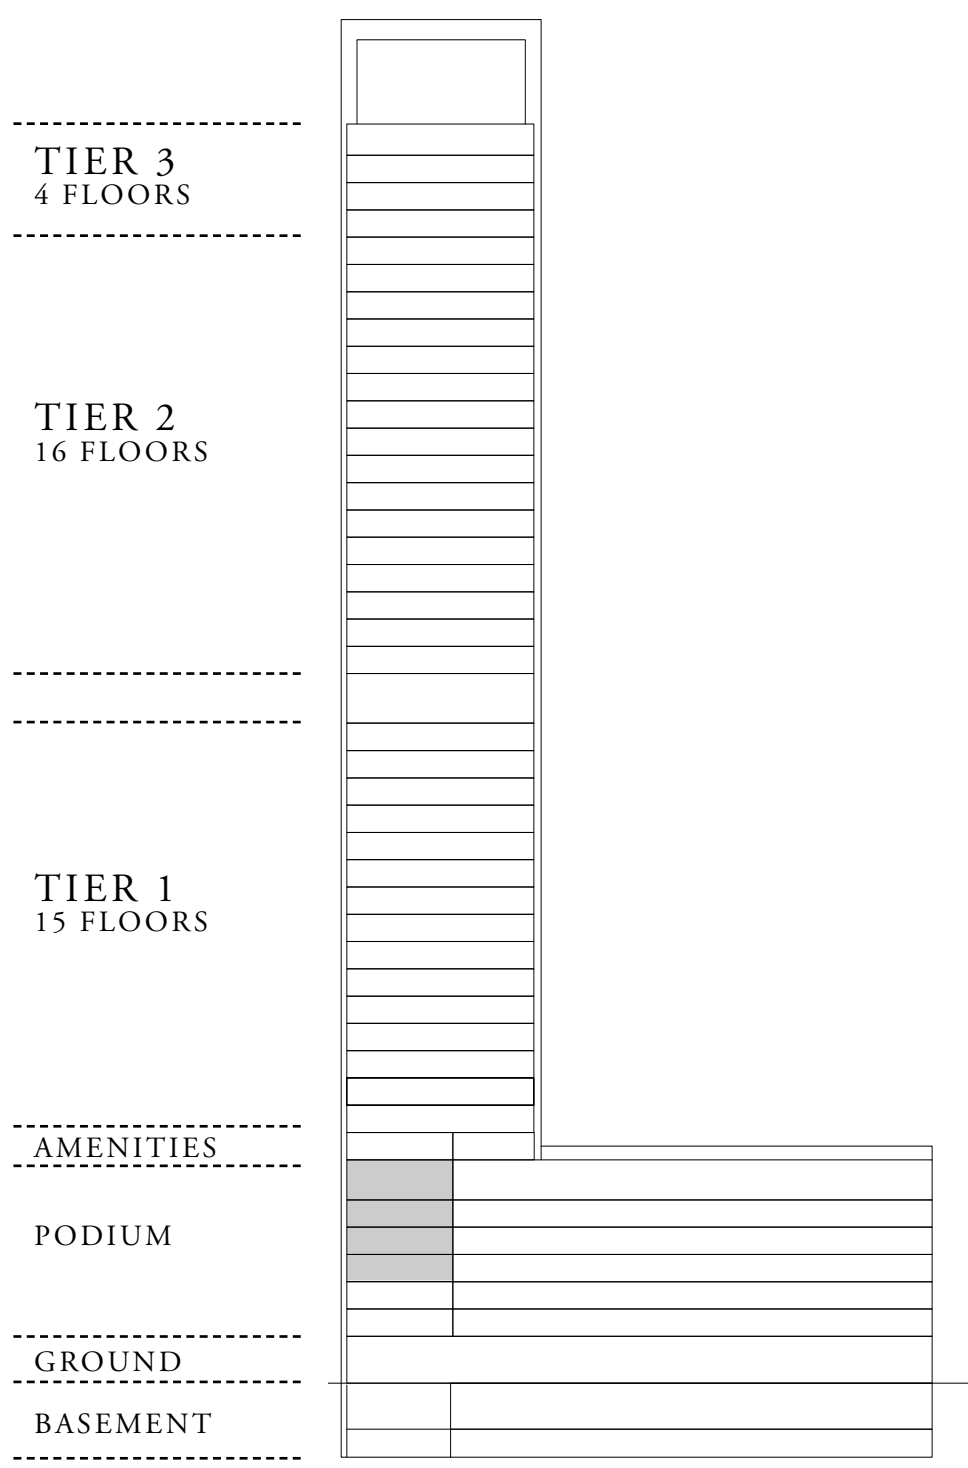 TIER 3
4 FLOORS
TIER 2
16 FLOORS
TIER 1
15 FLOORS
AMENITIES
PODIUM
GROUND
BASEMENT